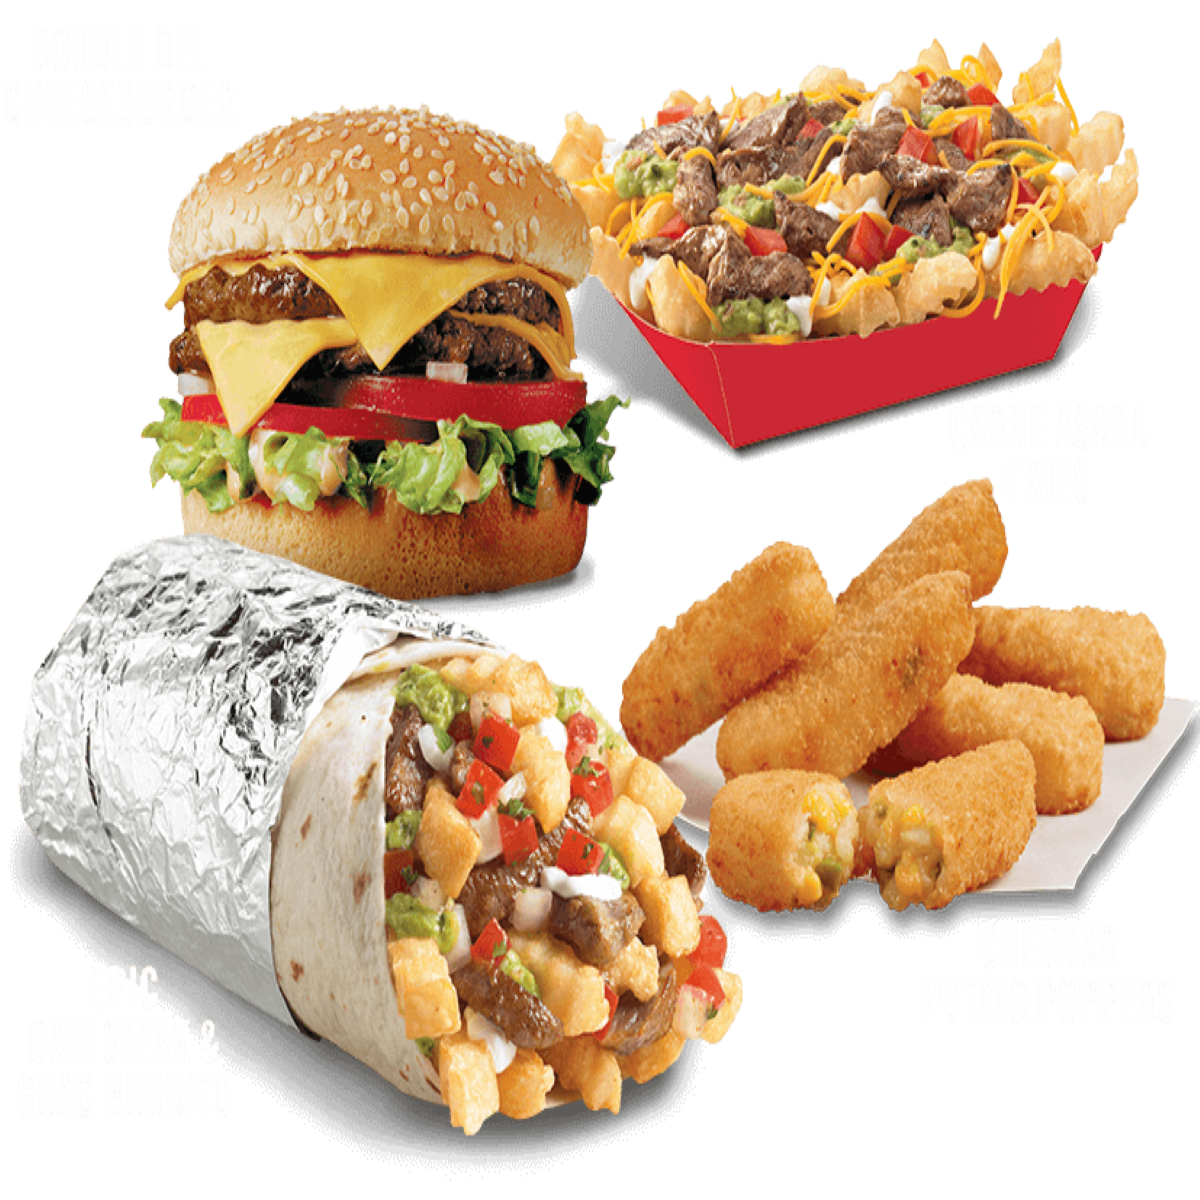 DOUBLE DEL
CHEESEBURGER
CARNE ASADA
FRIES
CHEDDAR
POTATO POPPERS
EPIC
CALI STEAK &
GUAC BURRITO